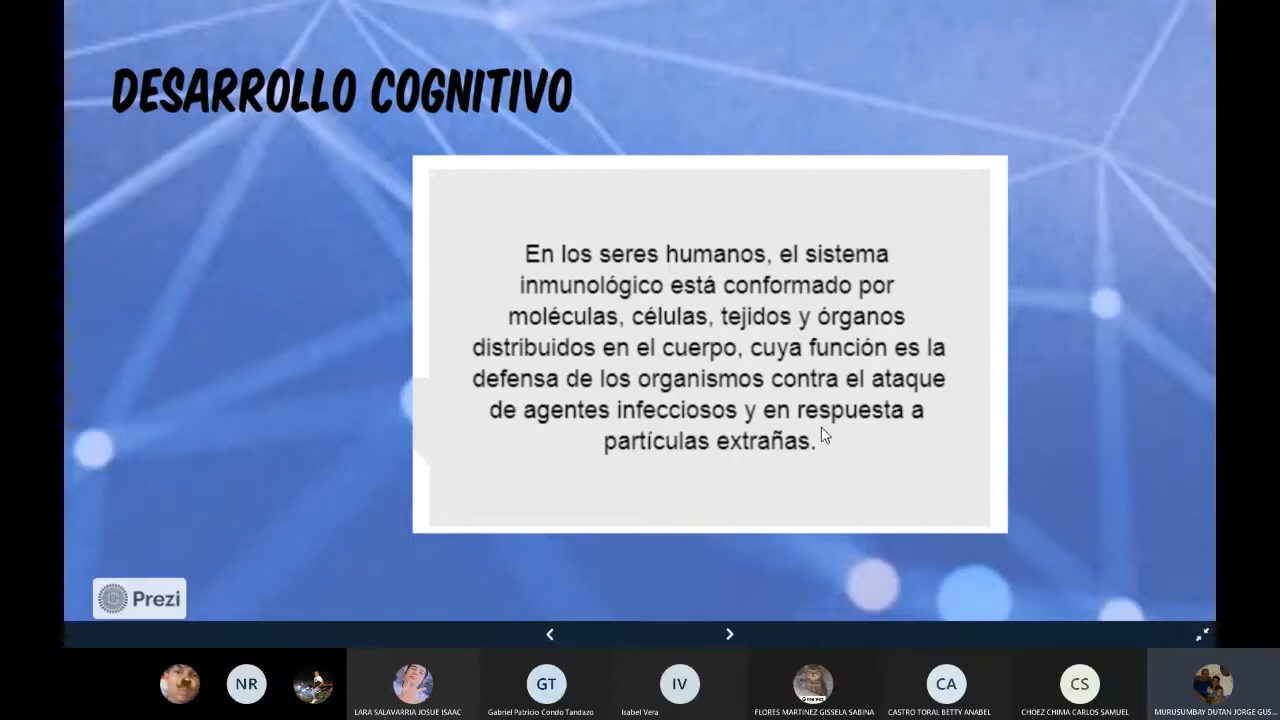 DESARROLLO COGNITIVO
En los seres humanos, el sistema
inmunológico está conformado por
moléculas, células, tejidos y órganos
distribuidos en el cuerpo, cuya función es la
defensa de los organismos contra el ataque
de agentes infecciosos y en respuesta a
partículas extrañas.
Prezi
NR
GT
IV
CA
CS
LARA SALAVARRIA JOSUE ISAAC
Gabriel Patricio Condo Tandazo
Isabel Vera
FLORES MARTINEZ GISSELA SABINA
CASTRO TORAL BETTY ANABEL
CHOEZ CHIMA CARLOS SAMUEL
MURUSUMBAY DUTAN JORGE GUS...